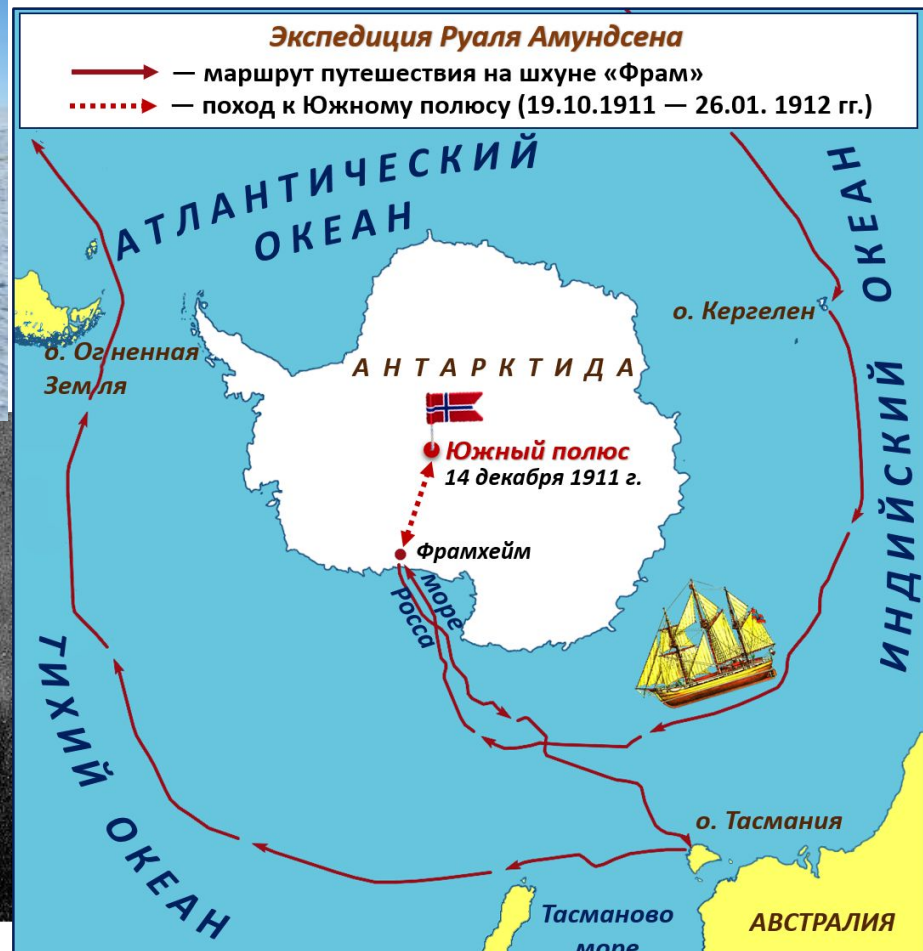 Экспедиция Руаля Амундсена
— маршрут путешествия на шхуне «Фрам»
— поход к Южному полюсу (19.10.1911 — 26.01. 1912 гг.)
АТЛАНТИЧЕСКИЙ
ОКЕАН
ИНДИЙСКИЙ ОКЕАН
о. Кергелен
о. Огненная
Земля
АНТАРКТИДА
Южный полюс
14 декабря 1911 г.
Фрамхейм
море
Росса
ТИХИЙ ОКЕАН
о. Тасмания
Тасманово
море
АВСТРАЛИЯ